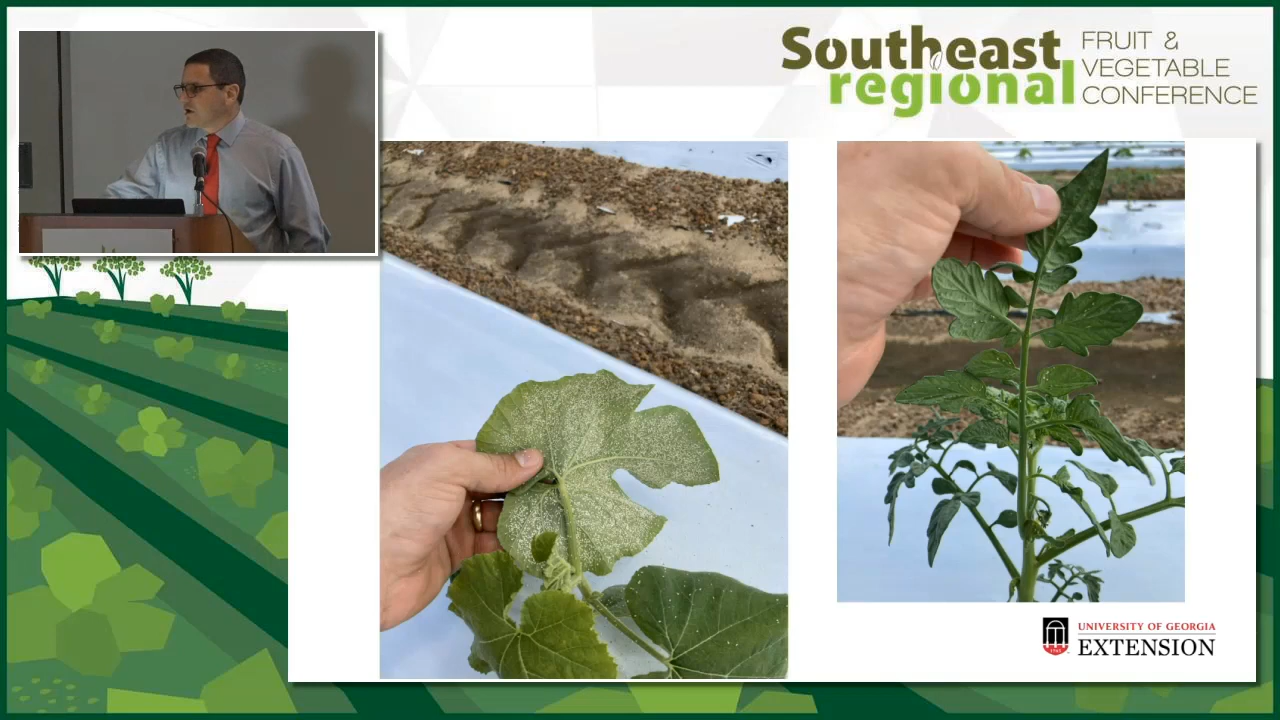 Southeast
regional
FRUIT &
VEGETABLE
CONFERENCE
UNIVERSITY OF GEORGIA
EXTENSION